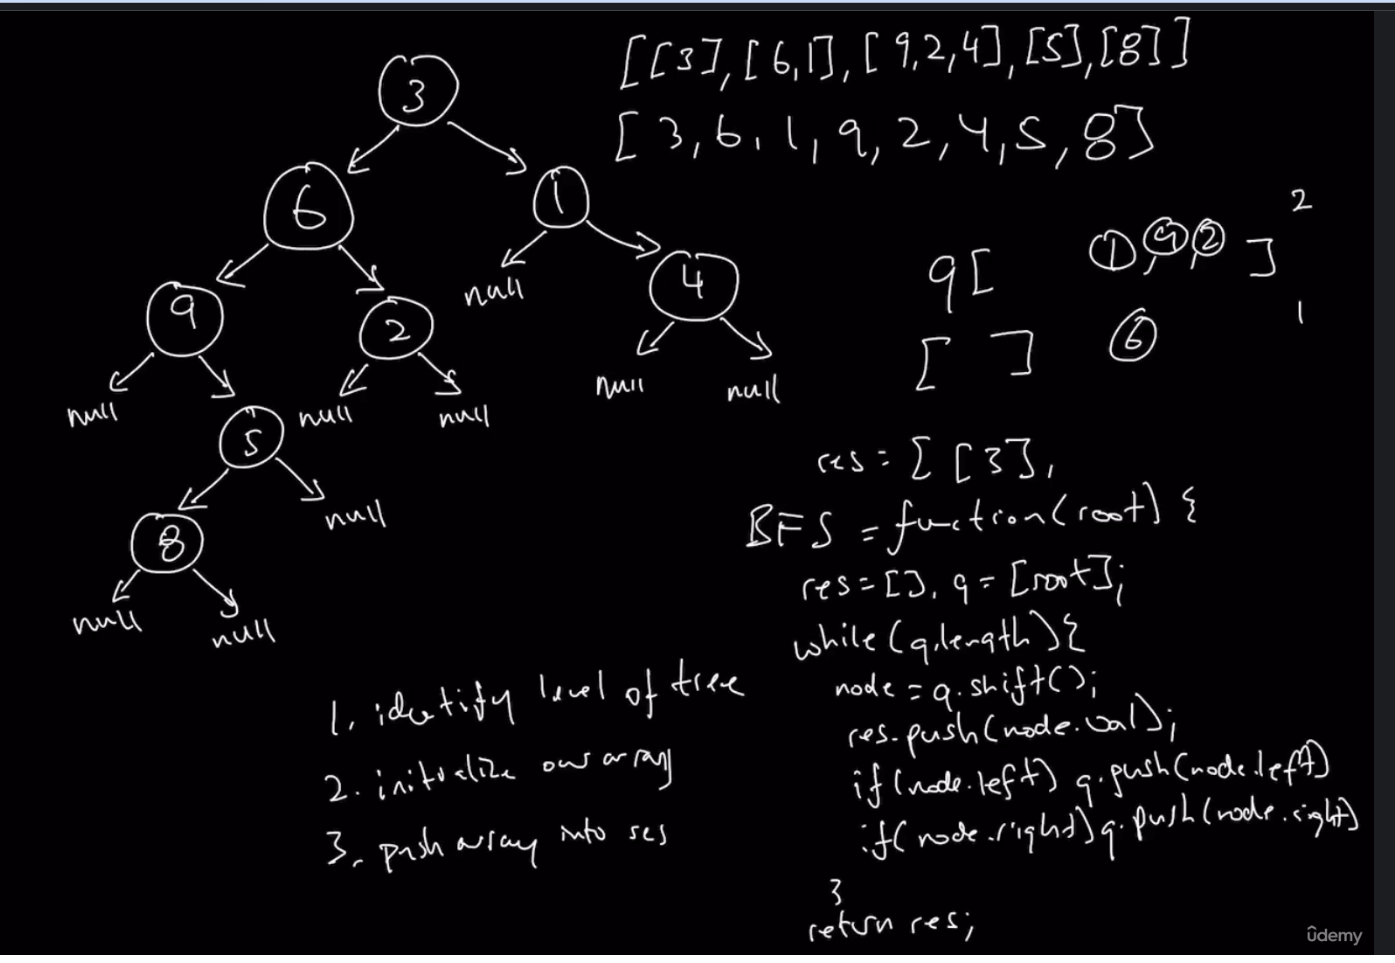 [[3],[6,1],[9,2,4],[5],[8]]
[3,6,1,9,2,4,5,8]
3
6
1
9
2
null
4
null
5
null
null
null
null
8
null
null
null
q[ 1, 9, 2 ] 2
[ ] 6 1
res = [ [3],
BFS = function(root) {
res=[], q=[root];
while(q.length){
node = q.shift();
res.push(node.val);
if(node.left) q.push(node.left)
if(node.right) q.push(node.right)
}
return res;
1. identify level of tree
2. initialize our array
3. push array into res
ûdemy